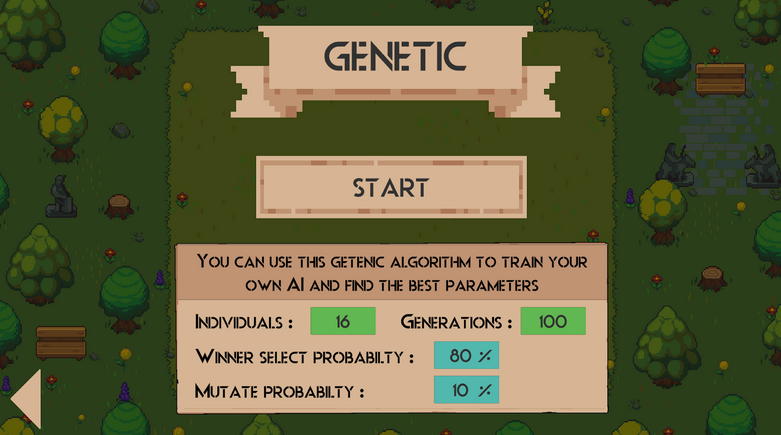 GENETIC
START
YOU CAN USE THIS GETENIC ALGORITHM TO TRAIN YOUR
OWN AI AND FIND THE BEST PARAMETERS
INDIVIDUALS : 16 GENERATIONS : 100
WINNER SELECT PROBABILTY : 80 %
MUTATE PROBABILTY : 10 %